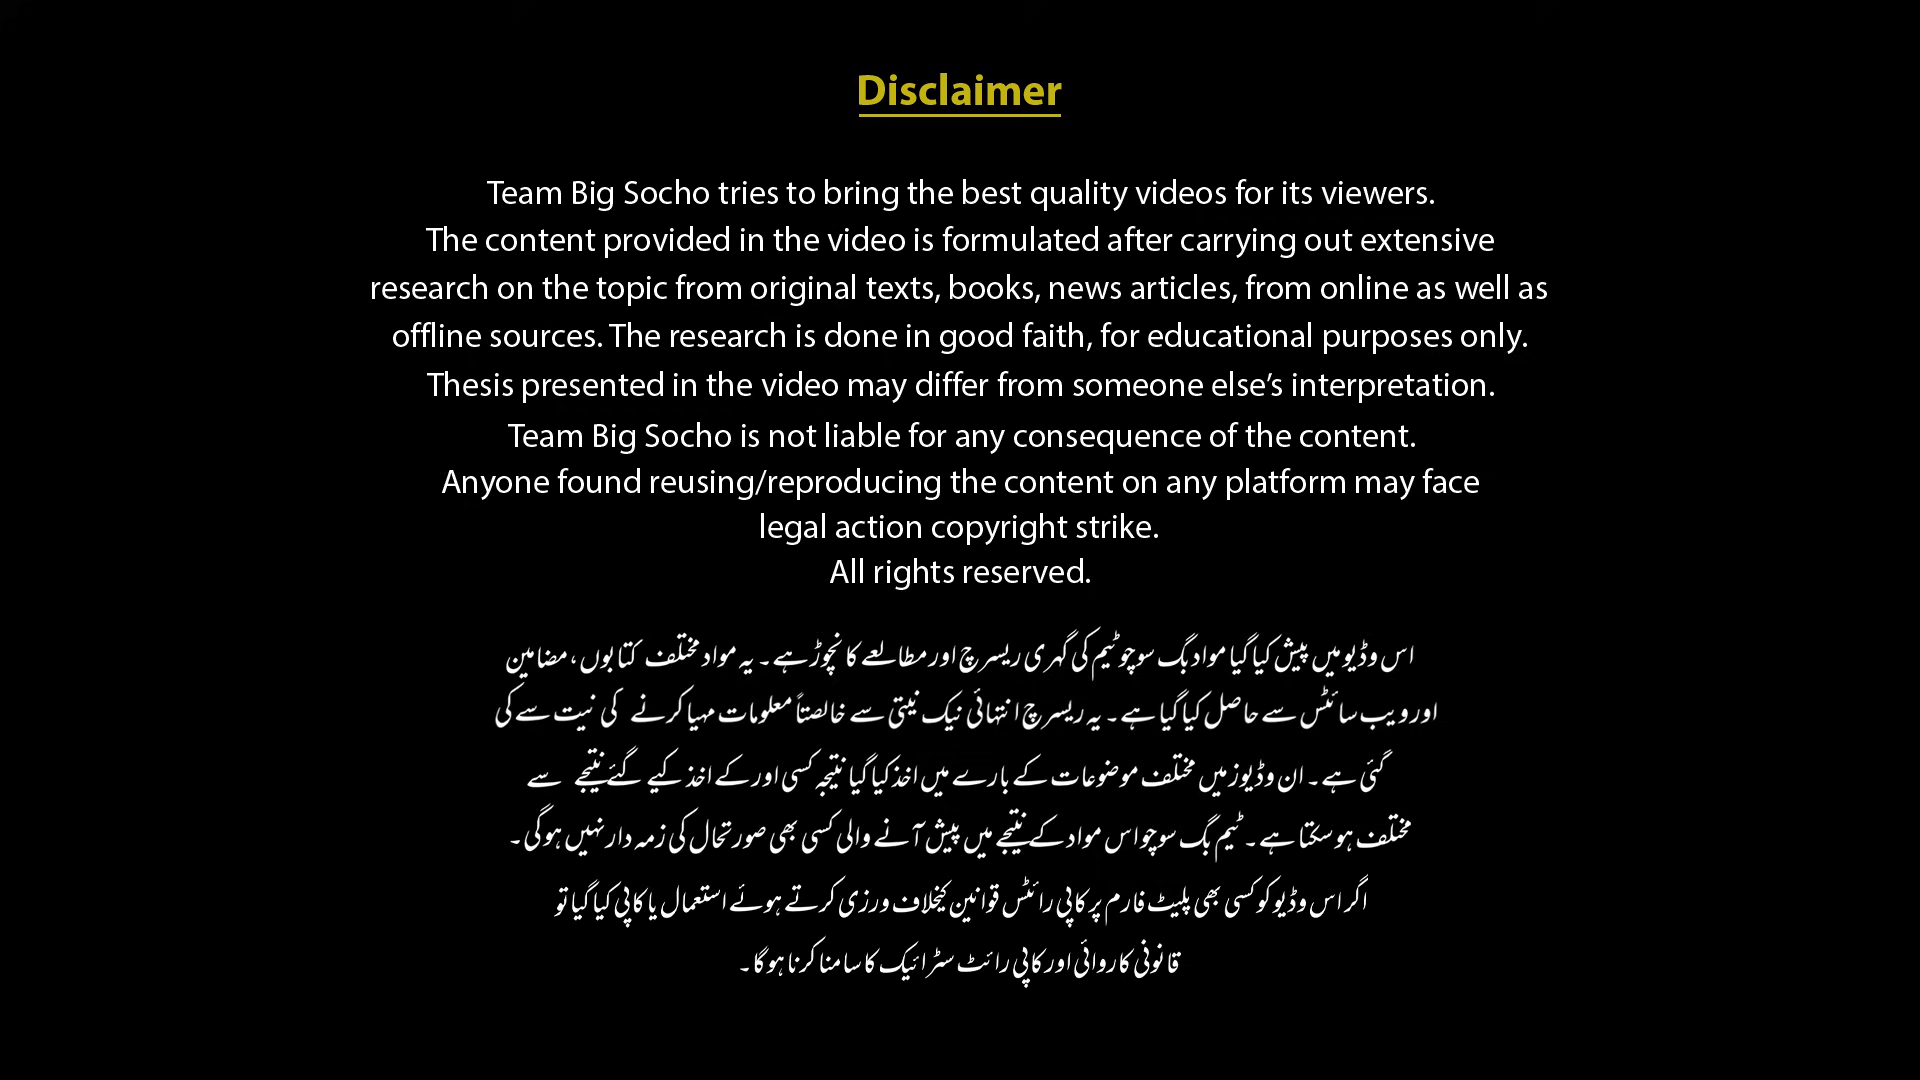 Disclaimer
Team Big Socho tries to bring the best quality videos for its viewers.
The content provided in the video is formulated after carrying out extensive
research on the topic from original texts, books, news articles, from online as well as
offline sources. The research is done in good faith, for educational purposes only.
Thesis presented in the video may differ from someone else’s interpretation.
Team Big Socho is not liable for any consequence of the content.
Anyone found reusing/reproducing the content on any platform may face
legal action copyright strike.
All rights reserved.
اس وڈیو میں پیش کیا گیا مواد بگ سوچو ٹیم کی گہری ریسرچ اور مطالعے کا نچوڑ ہے۔ یہ مواد مختلف کتابوں، مضامین
اور ویب سائٹس سے حاصل کیا گیا ہے۔ یہ ریسرچ انتہائی نیک نیتی سے خالصتاً معلومات مہیا کرنے کی نیت سے کی
گئی ہے۔ ان وڈیوز میں مختلف موضوعات کے بارے میں اخذ کیا گیا نتیجہ کسی اور کے اخذ کیے گئے نتیجے سے
مختلف ہو سکتا ہے۔ ٹیم بگ سوچو اس مواد کے نتیجے میں پیش آنے والی کسی بھی صورتحال کی زمہ دار نہیں ہو گی۔
اگر اس وڈیو کو کسی بھی پلیٹ فارم پر کاپی رائٹس قوانین کیخلاف ورزی کرتے ہوئے استعمال یا کاپی کیا گیا تو
قانونی کاروائی اور کاپی رائٹ سٹرائیک کا سامنا کرنا ہو گا۔